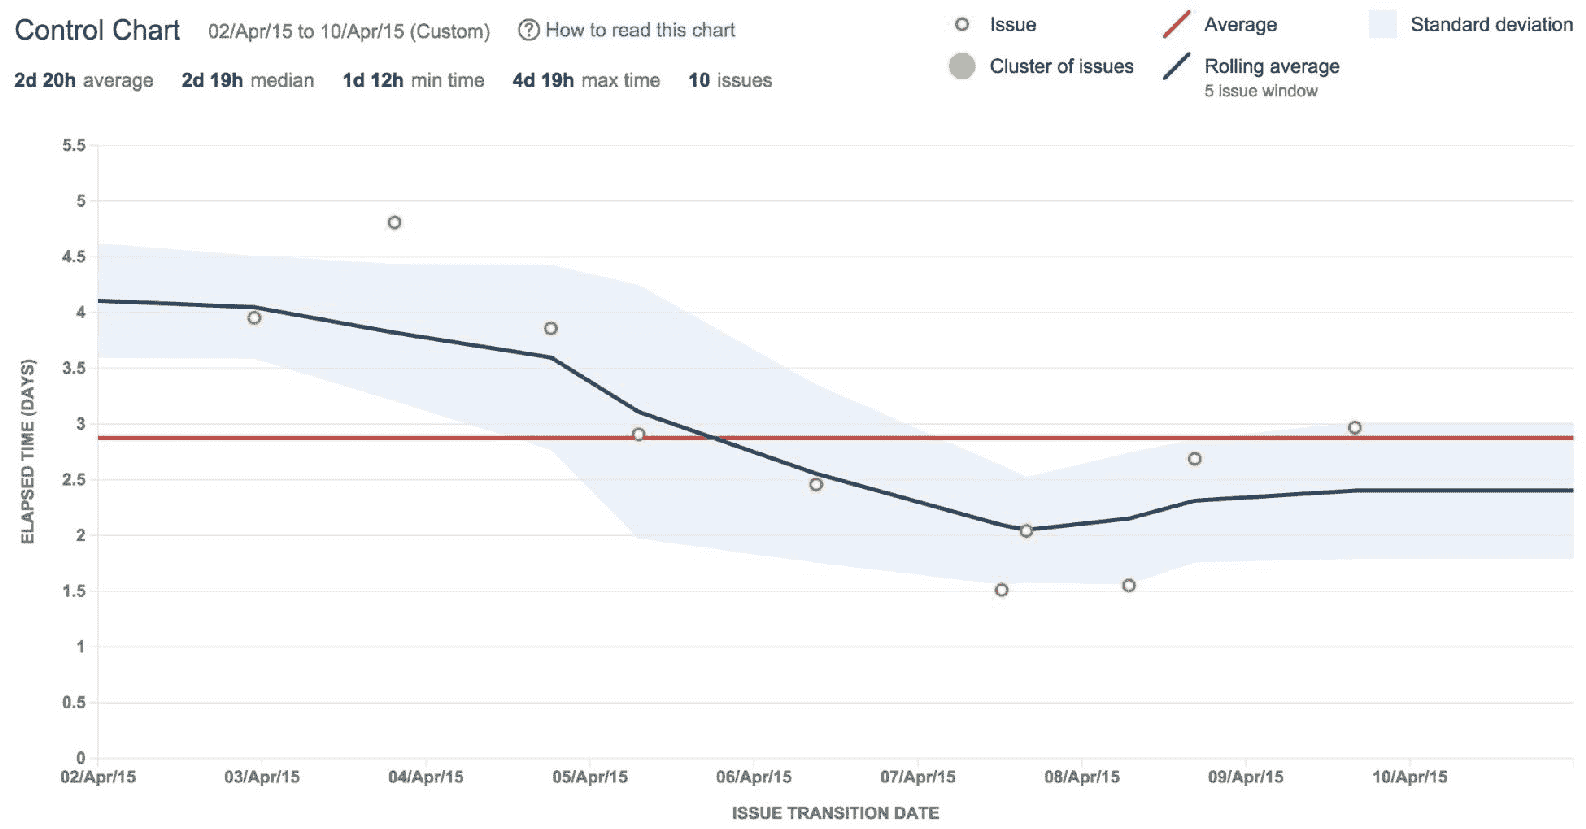 Control Chart 02/Apr/15 to 10/Apr/15 (Custom) ? How to read this chart
2d 20h average 2d 19h median 1d 12h min time 4d 19h max time 10 issues
Issue
Average
Standard deviation
Cluster of issues
Rolling average
5 issue window
5.5
5
4.5
4
3.5
3
2.5
2
1.5
1
0.5
0
ELAPSED TIME (DAYS)
02/Apr/15 03/Apr/15 04/Apr/15 05/Apr/15 06/Apr/15 07/Apr/15 08/Apr/15 09/Apr/15 10/Apr/15
ISSUE TRANSITION DATE